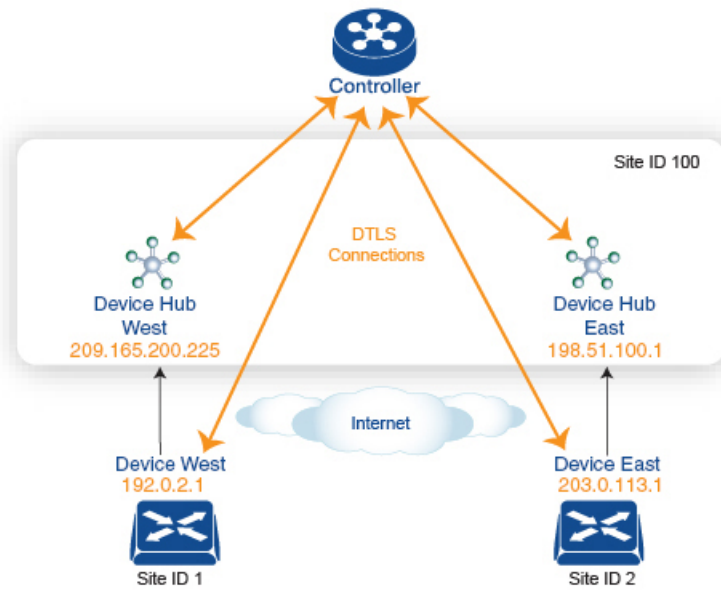 Controller
Site ID 100
DTLS
Connections
Device Hub
West
209.165.200.225
Device Hub
East
198.51.100.1
Internet
Device West
192.0.2.1
Site ID 1
Device East
203.0.113.1
Site ID 2